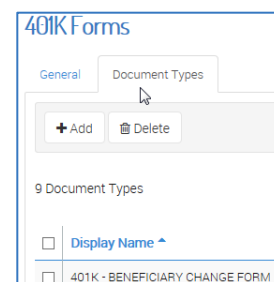 401K Forms
General Document Types
Add Delete
9 Document Types
Display Name
401K - BENEFICIARY CHANGE FORM